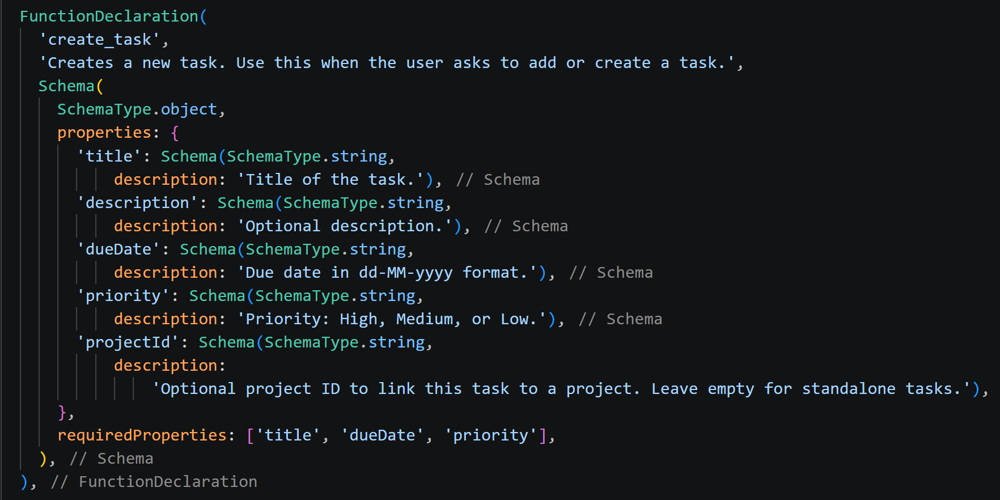 FunctionDeclaration(
'create_task',
'Creates a new task. Use this when the user asks to add or create a task.',
Schema(
SchemaType.object,
properties: {
'title': Schema(SchemaType.string,
description: 'Title of the task.'), // Schema
'description': Schema(SchemaType.string,
description: 'Optional description.'), // Schema
'dueDate': Schema(SchemaType.string,
description: 'Due date in dd-MM-yyyy format.'), // Schema
'priority': Schema(SchemaType.string,
description: 'Priority: High, Medium, or Low.'), // Schema
'projectId': Schema(SchemaType.string,
description:
'Optional project ID to link this task to a project. Leave empty for standalone tasks.'),
},
requiredProperties: ['title', 'dueDate', 'priority'],
), // Schema
), // FunctionDeclaration